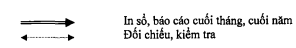 In sổ, báo cáo cuối tháng, cuối năm
Đối chiếu, kiểm tra